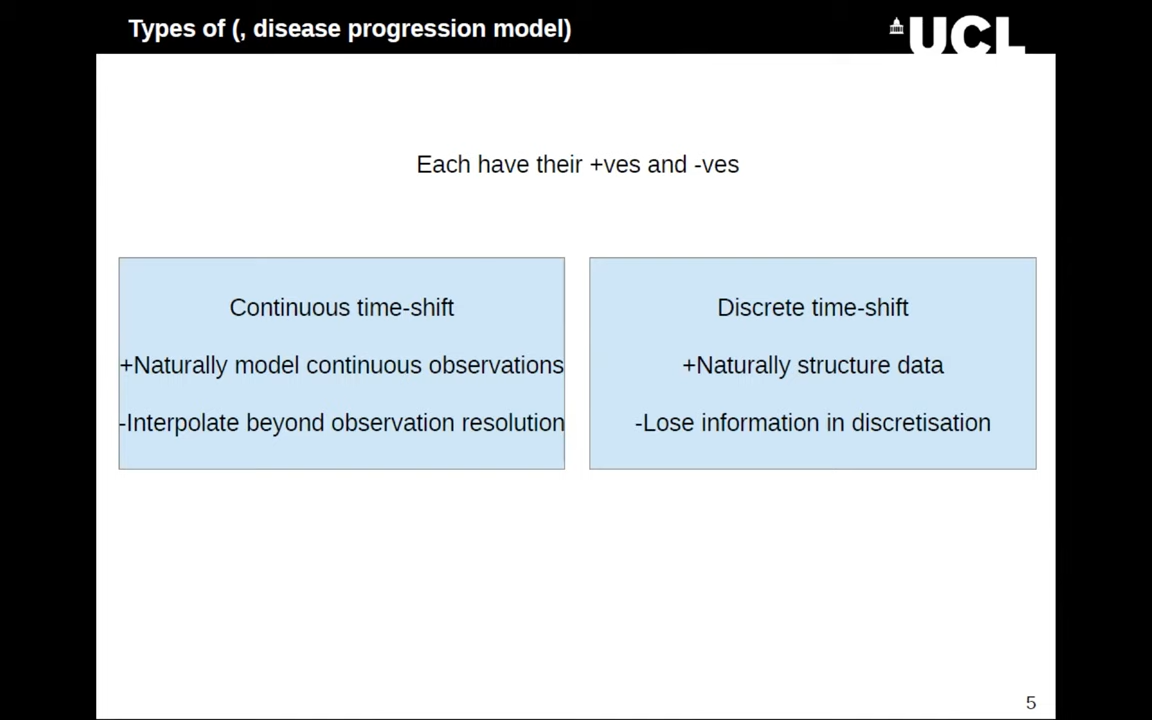 Types of (, disease progression model)
UCL
Each have their +ves and -ves
Continuous time-shift
+Naturally model continuous observations
-Interpolate beyond observation resolution
Discrete time-shift
+Naturally structure data
-Lose information in discretisation
5